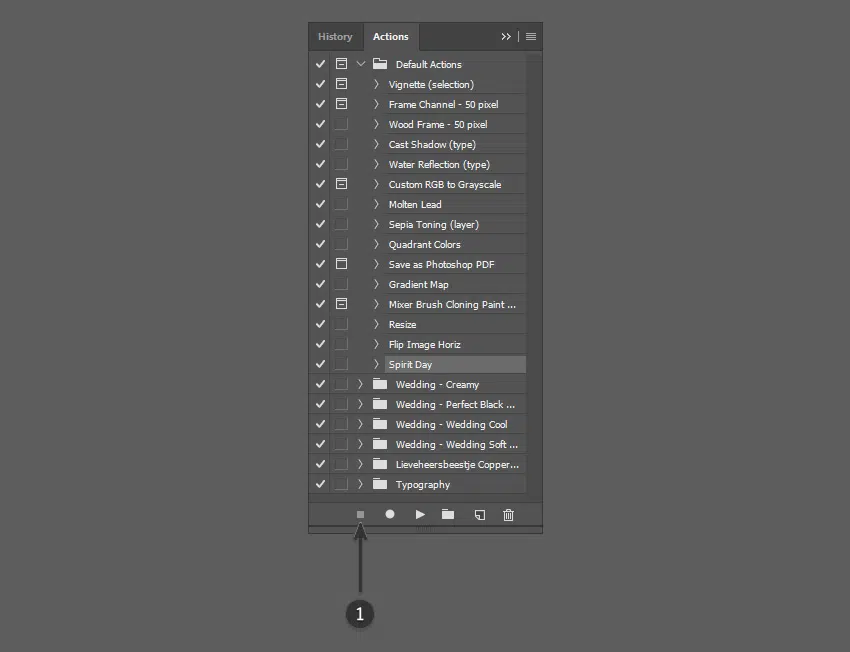 History Actions
Default Actions
Vignette (selection)
Frame Channel - 50 pixel
Wood Frame - 50 pixel
Cast Shadow (type)
Water Reflection (type)
Custom RGB to Grayscale
Molten Lead
Sepia Toning (layer)
Quadrant Colors
Save as Photoshop PDF
Gradient Map
Mixer Brush Cloning Paint ...
Resize
Flip Image Horiz
Spirit Day
Wedding - Creamy
Wedding - Perfect Black ...
Wedding - Wedding Cool
Wedding - Wedding Soft ...
Lieveheersbeestje Copper...
Typography
1